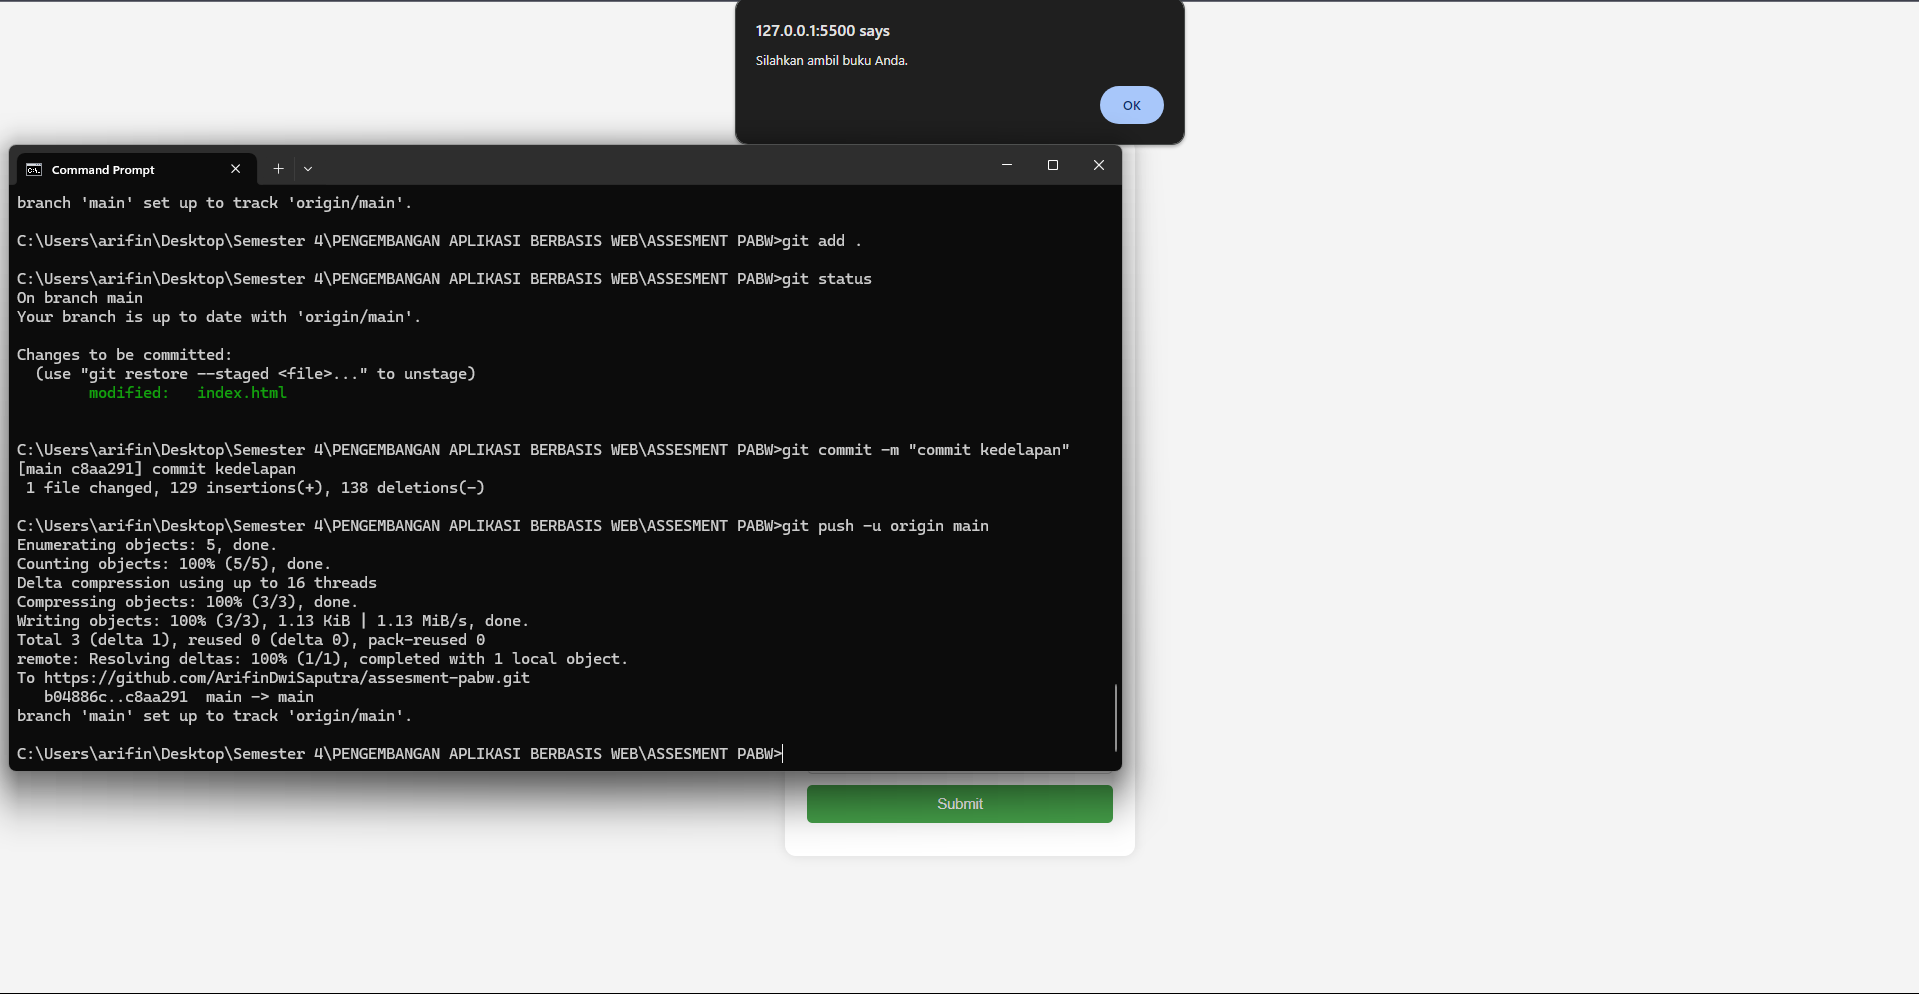 127.0.0.1:5500 says
Silahkan ambil buku Anda.
OK
Command Prompt
branch 'main' set up to track 'origin/main'.
C:\Users\arifin\Desktop\Semester 4\PENGEMBANGAN APLIKASI BERBASIS WEB\ASSESMENT PABW>git add .
C:\Users\arifin\Desktop\Semester 4\PENGEMBANGAN APLIKASI BERBASIS WEB\ASSESMENT PABW>git status
On branch main
Your branch is up to date with 'origin/main'.
Changes to be committed:
  (use "git restore --staged <file>..." to unstage)
        modified:   index.html
C:\Users\arifin\Desktop\Semester 4\PENGEMBANGAN APLIKASI BERBASIS WEB\ASSESMENT PABW>git commit -m "commit kedelapan"
[main c8aa291] commit kedelapan
 1 file changed, 129 insertions(+), 138 deletions(-)
C:\Users\arifin\Desktop\Semester 4\PENGEMBANGAN APLIKASI BERBASIS WEB\ASSESMENT PABW>git push -u origin main
Enumerating objects: 5, done.
Counting objects: 100% (5/5), done.
Delta compression using up to 16 threads
Compressing objects: 100% (3/3), done.
Writing objects: 100% (3/3), 1.13 KiB | 1.13 MiB/s, done.
Total 3 (delta 1), reused 0 (delta 0), pack-reused 0
remote: Resolving deltas: 100% (1/1), completed with 1 local object.
To https://github.com/ArifinDwiSaputra/assesment-pabw.git
   b04886c..c8aa291  main -> main
branch 'main' set up to track 'origin/main'.
C:\Users\arifin\Desktop\Semester 4\PENGEMBANGAN APLIKASI BERBASIS WEB\ASSESMENT PABW>
Submit